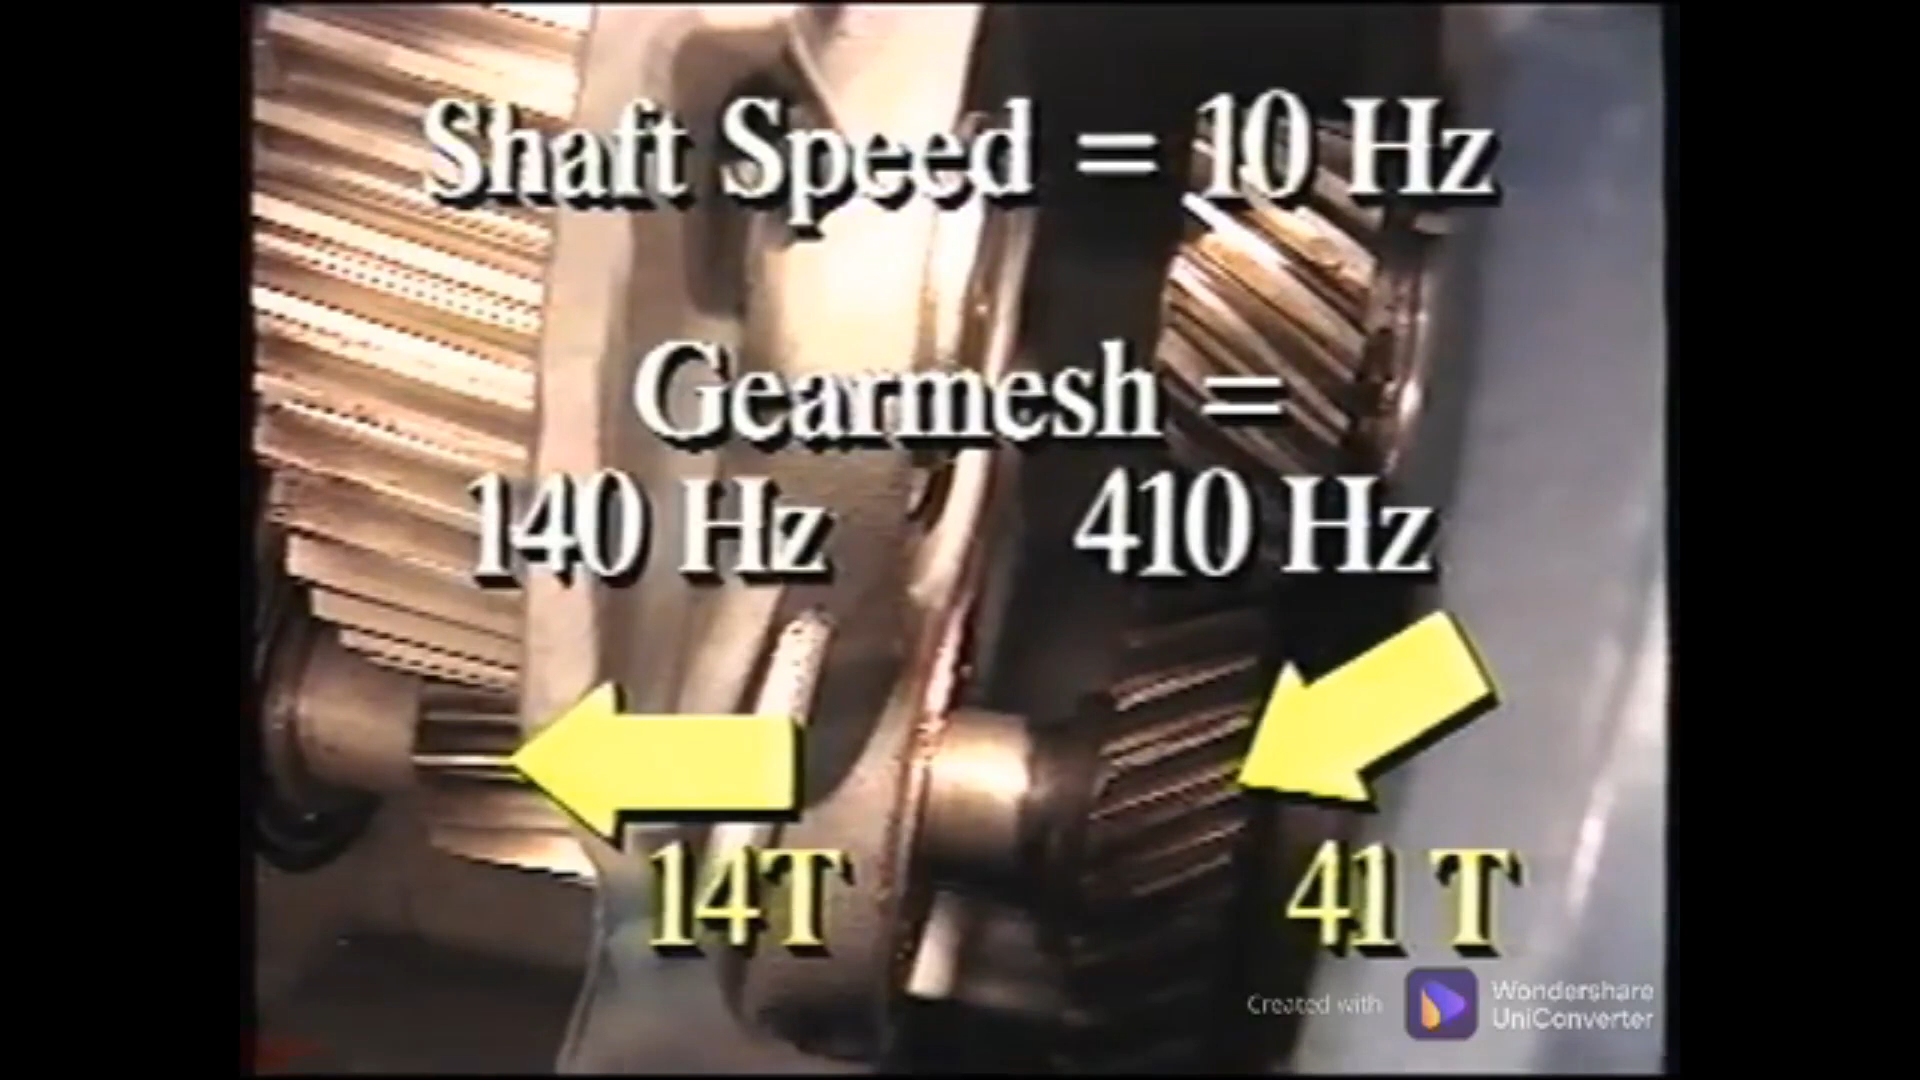 Shaft Speed = 10 Hz
Gearmesh =
140 Hz 410 Hz
14T 41 T
Created with Wondershare UniConverter